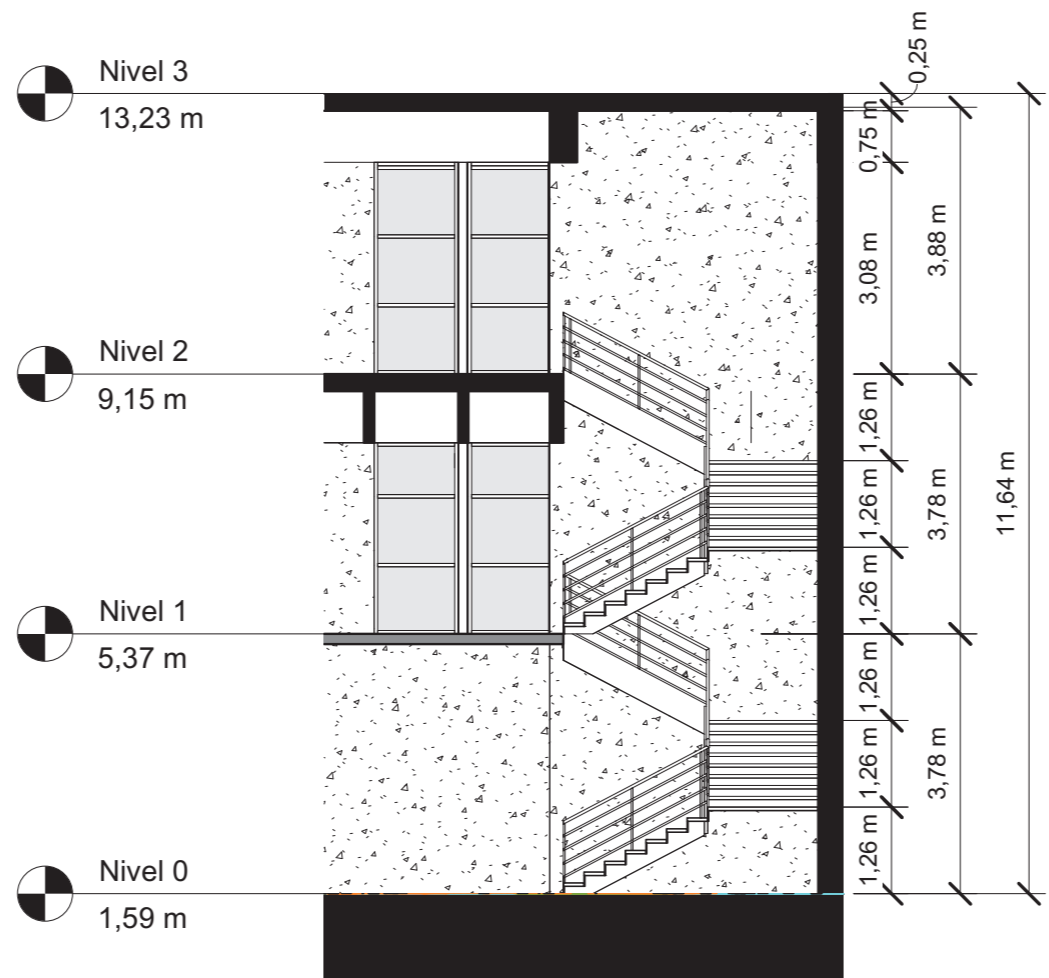 Nivel 3
13,23 m
Nivel 2
9,15 m
Nivel 1
5,37 m
Nivel 0
1,59 m
0,25 m
0,75 m
3,08 m
1,26 m
1,26 m
1,26 m
1,26 m
1,26 m
1,26 m
3,88 m
3,78 m
3,78 m
11,64 m